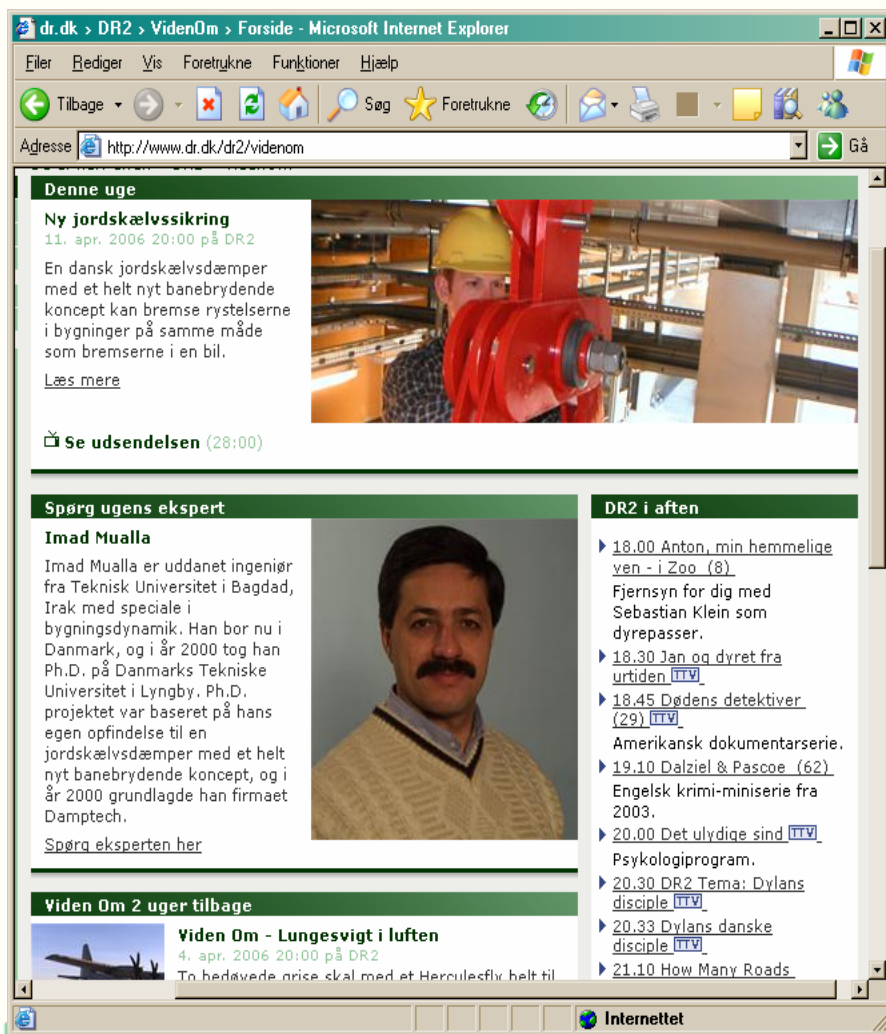 dr.dk > DR2 > VidenOm > Forside - Microsoft Internet Explorer
Filer Rediger Vis Foretrukne Funktioner Hjælp
Tilbage Søg Foretrukne
Adresse http://www.dr.dk/dr2/videnom Gå
Denne uge
Ny jordskælvssikring
11. apr. 2006 20:00 på DR2
En dansk jordskælvsdæmper
med et helt nyt banebrydende
koncept kan bremse rystelserne
i bygninger på samme måde
som bremserne i en bil.
Læs mere
Se udsendelsen (28:00)
Spørg ugens ekspert
Imad Mualla
Imad Mualla er uddanet ingeniør
fra Teknisk Universitet i Bagdad,
Irak med speciale i
bygningsdynamik. Han bor nu i
Danmark, og i år 2000 tog han
Ph.D. på Danmarks Tekniske
Universitet i Lyngby. Ph.D.
projektet var baseret på hans
egen opfindelse til en
jordskælvsdæmper med et helt
nyt banebrydende koncept, og i
år 2000 grundlagde han firmaet
Damptech.
Spørg eksperten her
DR2 i aften
18.00 Anton, min hemmelige
ven - i Zoo (8)
Fjernsyn for dig med
Sebastian Klein som
dyrepasser.
18.30 Jan og dyret fra
urtiden TTV
18.45 Dødens detektiver
(29) TTV
Amerikansk dokumentarserie.
19.10 Dalziel & Pascoe (62)
Engelsk krimi-miniserie fra
2003.
20.00 Det ulydige sind TTV
Psykologiprogram.
20.30 DR2 Tema: Dylans
disciple TTV
20.33 Dylans danske
disciple TTV
21.10 How Many Roads
Viden Om 2 uger tilbage
Viden Om - Lungesvigt i luften
4. apr. 2006 20:00 på DR2
To bedøvede grise skal med et Herculesfly helt til
Internettet